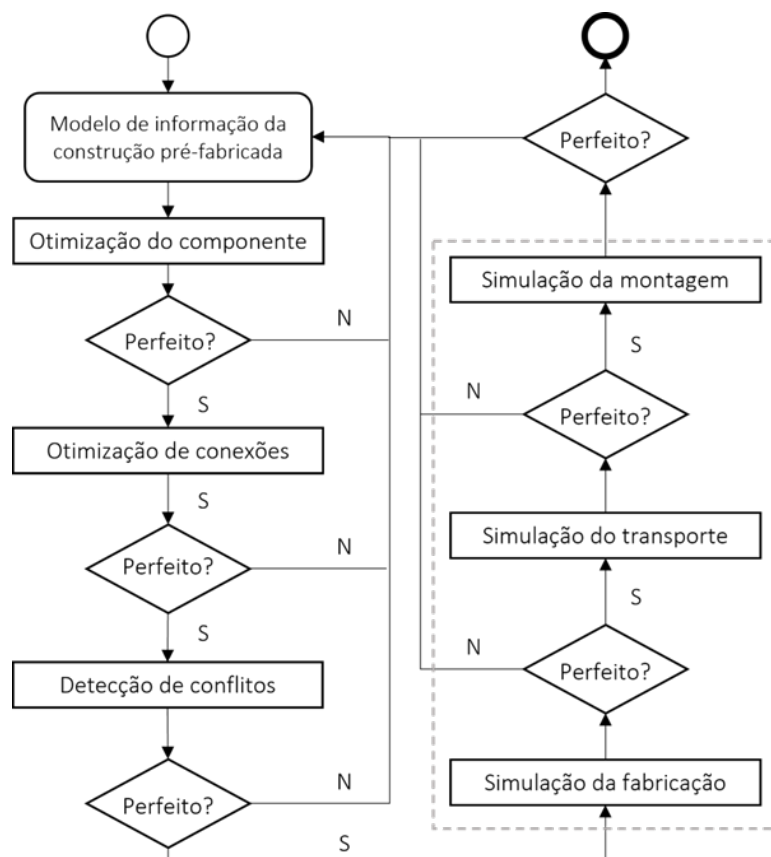 Modelo de informação da
construção pré-fabricada
Otimização do componente
Perfeito?
N
S
Otimização de conexões
S
Perfeito?
N
S
Detecção de conflitos
Perfeito?
N
S
Perfeito?
Simulação da montagem
S
N
Perfeito?
Simulação do transporte
S
N
Perfeito?
Simulação da fabricação